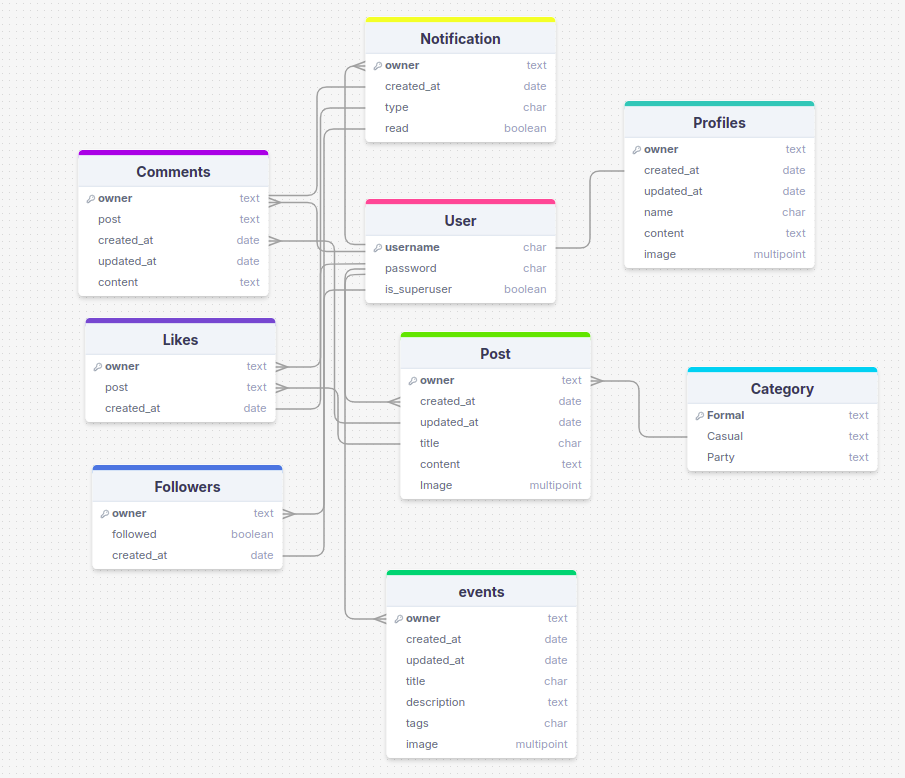 Notification
owner text
created_at date
type char
read boolean
Profiles
owner text
created_at date
updated_at date
name char
content text
image multipoint
Comments
owner text
post text
created_at date
updated_at date
content text
User
username char
password char
is_superuser boolean
Likes
owner text
post text
created_at date
Post
owner text
created_at date
updated_at date
title char
content text
Image multipoint
Category
Formal text
Casual text
Party text
Followers
owner text
followed boolean
created_at date
events
owner text
created_at date
updated_at date
title char
description text
tags char
image multipoint